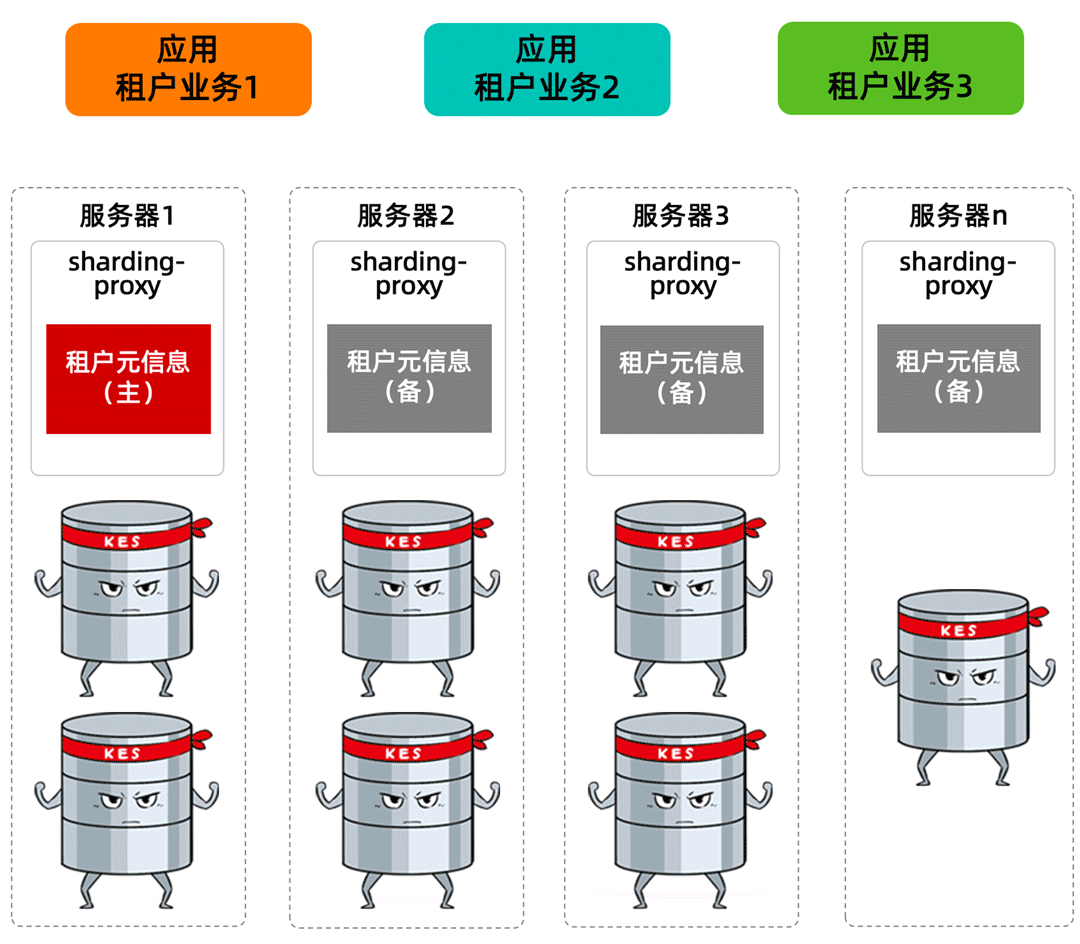 应用
租户业务1
应用
租户业务2
应用
租户业务3
服务器1
sharding-
proxy
租户元信息
（主）
KES
KES
服务器2
sharding-
proxy
租户元信息
（备）
KES
KES
服务器3
sharding-
proxy
租户元信息
（备）
KES
KES
服务器n
sharding-
proxy
租户元信息
（备）
KES